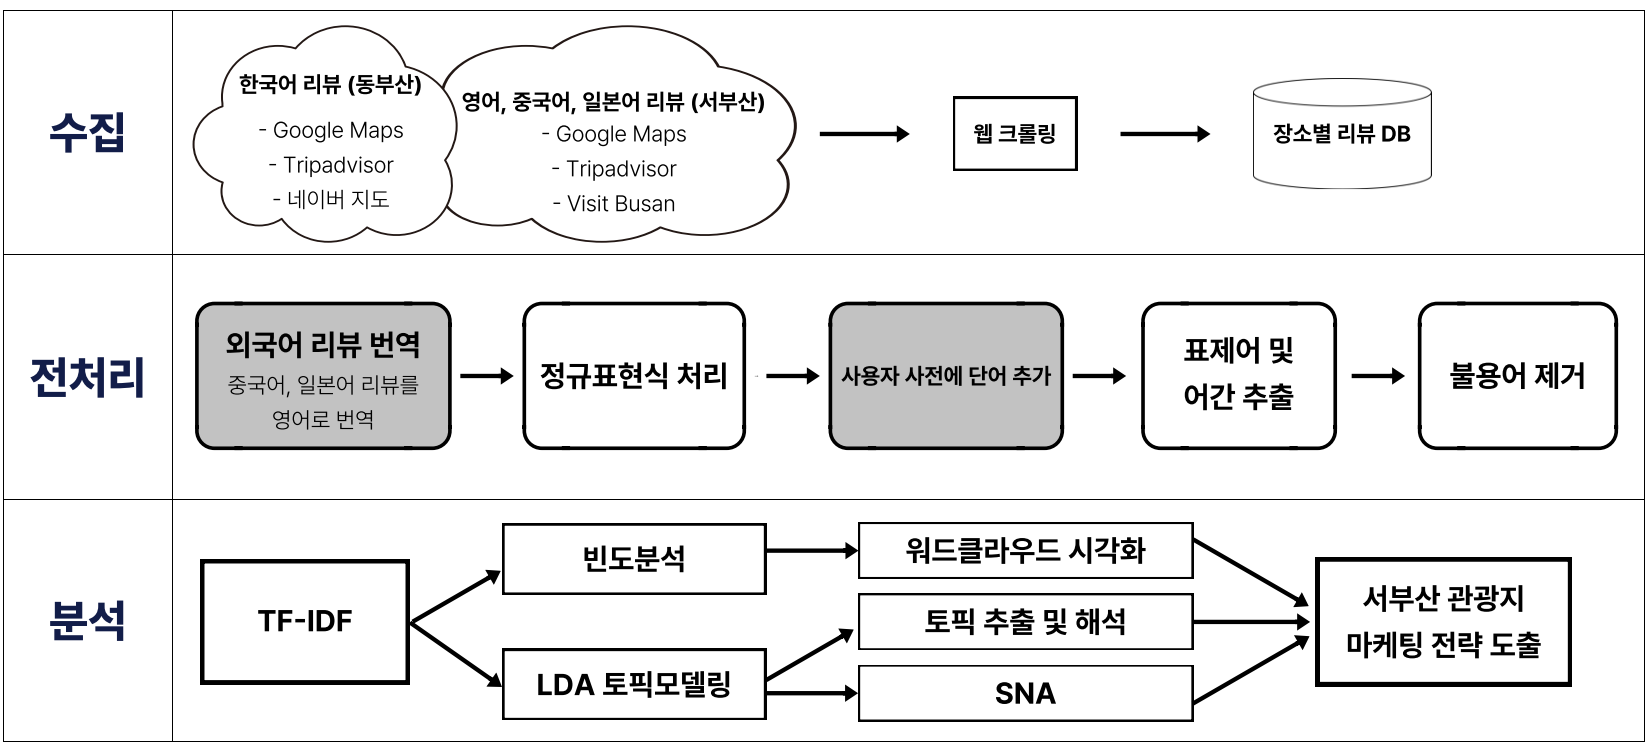 수집
한국어 리뷰 (동부산)
- Google Maps
- Tripadvisor
- 네이버 지도
영어, 중국어, 일본어 리뷰 (서부산)
- Google Maps
- Tripadvisor
- Visit Busan
웹 크롤링
장소별 리뷰 DB
전처리
외국어 리뷰 번역
중국어, 일본어 리뷰를
영어로 번역
정규표현식 처리
사용자 사전에 단어 추가
표제어 및
어간 추출
불용어 제거
분석
TF-IDF
빈도분석
LDA 토픽모델링
워드클라우드 시각화
토픽 추출 및 해석
SNA
서부산 관광지
마케팅 전략 도출